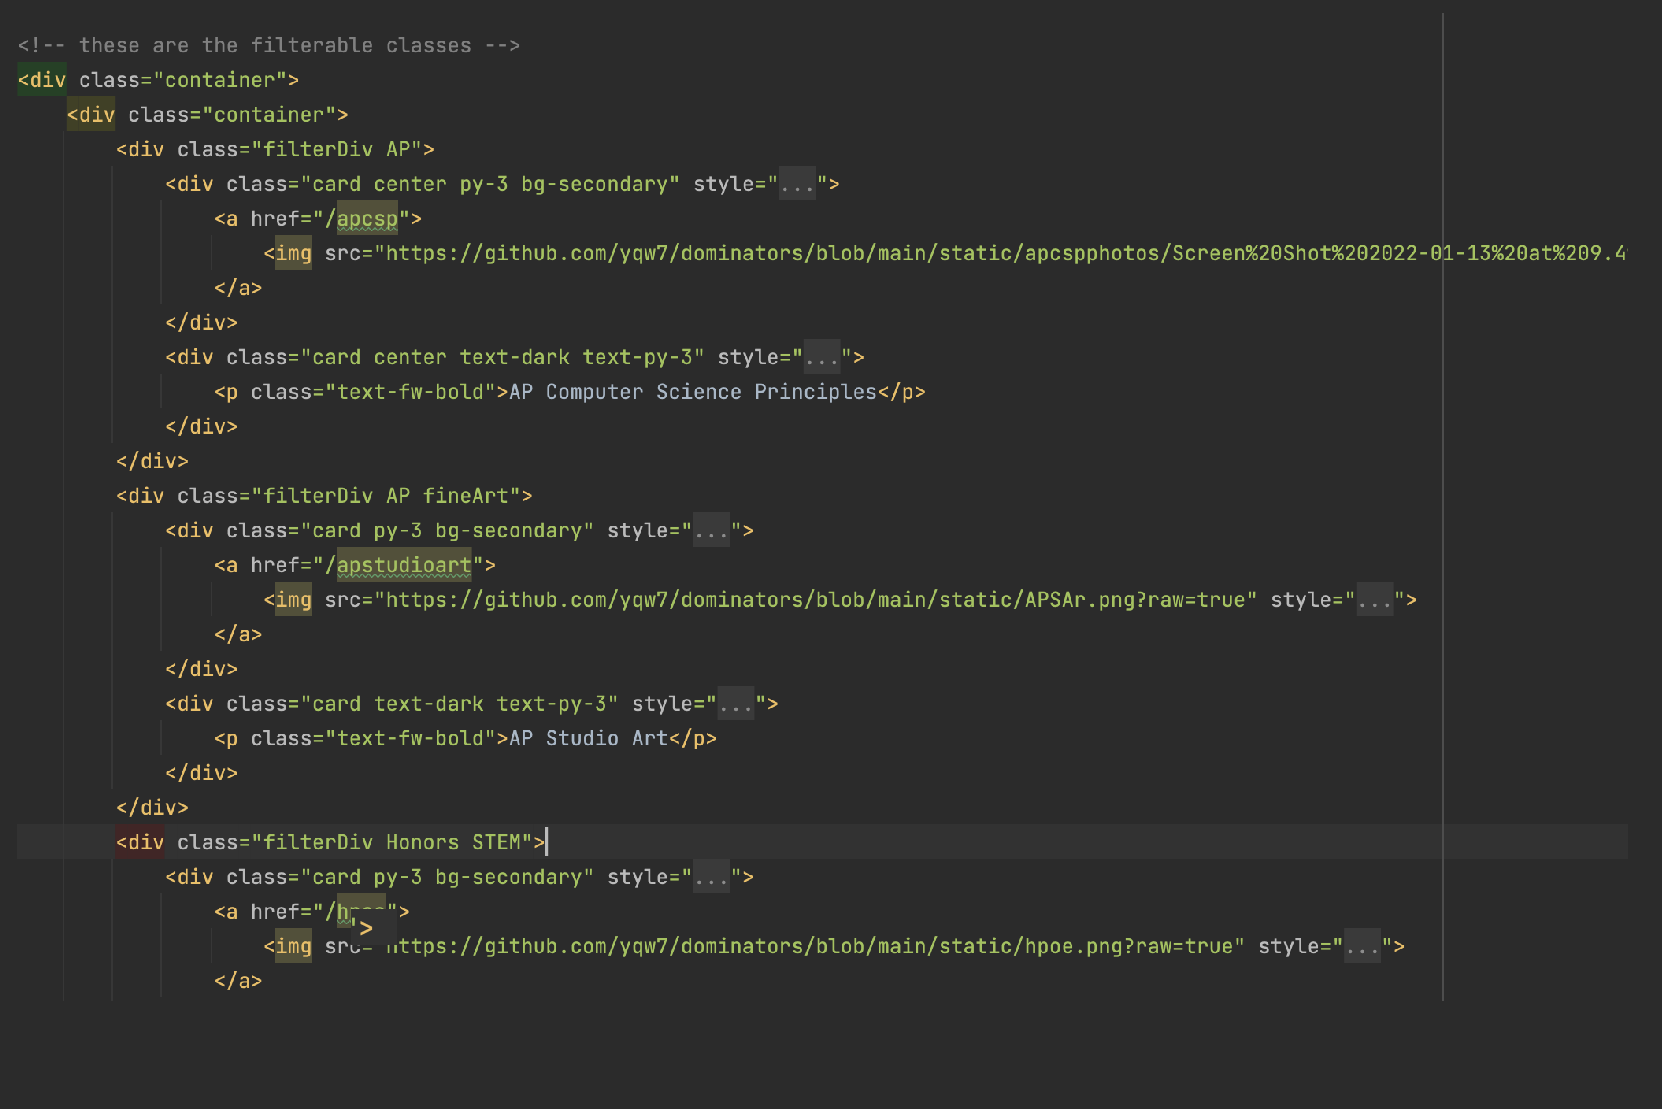 <!-- these are the filterable classes -->
<div class="container">
<div class="container">
<div class="filterDiv AP">
<div class="card center py-3 bg-secondary" style="...">
<a href="/apcsp">
<img src="https://github.com/yqw7/dominators/blob/main/static/apcspphotos/Screen%20Shot%202022-01-13%20at%209.4
</a>
</div>
<div class="card center text-dark text-py-3" style="...">
<p class="text-fw-bold">AP Computer Science Principles</p>
</div>
</div>
<div class="filterDiv AP fineArt">
<div class="card py-3 bg-secondary" style="...">
<a href="/apstudioart">
<img src="https://github.com/yqw7/dominators/blob/main/static/APSAr.png?raw=true" style="...">
</a>
</div>
<div class="card text-dark text-py-3" style="...">
<p class="text-fw-bold">AP Studio Art</p>
</div>
</div>
<div class="filterDiv Honors STEM">
<div class="card py-3 bg-secondary" style="...">
<a href="/h">
'>
<img src= https://github.com/yqw7/dominators/blob/main/static/hpoe.png?raw=true" style="...">
</a>